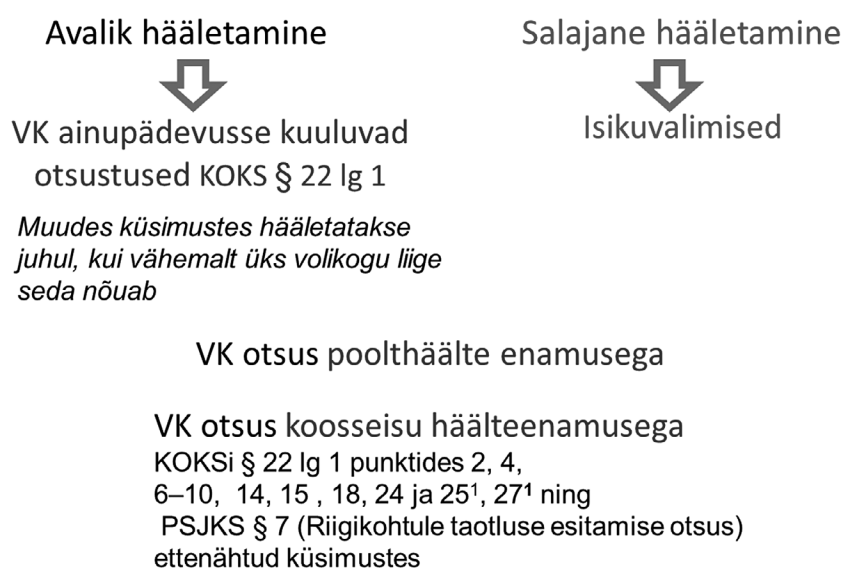 Avalik hääletamine
Salajane hääletamine
VK ainupädevusse kuuluvad
otsustused KOKS § 22 lg 1
Isikuvalimised
Muudes küsimustes hääletatakse
juhul, kui vähemalt üks volikogu liige
seda nõuab
VK otsus poolthäälte enamusega
VK otsus koosseisu häälteenamusega
KOKSi § 22 lg 1 punktides 2, 4,
6–10, 14, 15 , 18, 24 ja 25¹, 27¹ ning
PSJKS § 7 (Riigikohtule taotluse esitamise otsus)
ettenähtud küsimustes